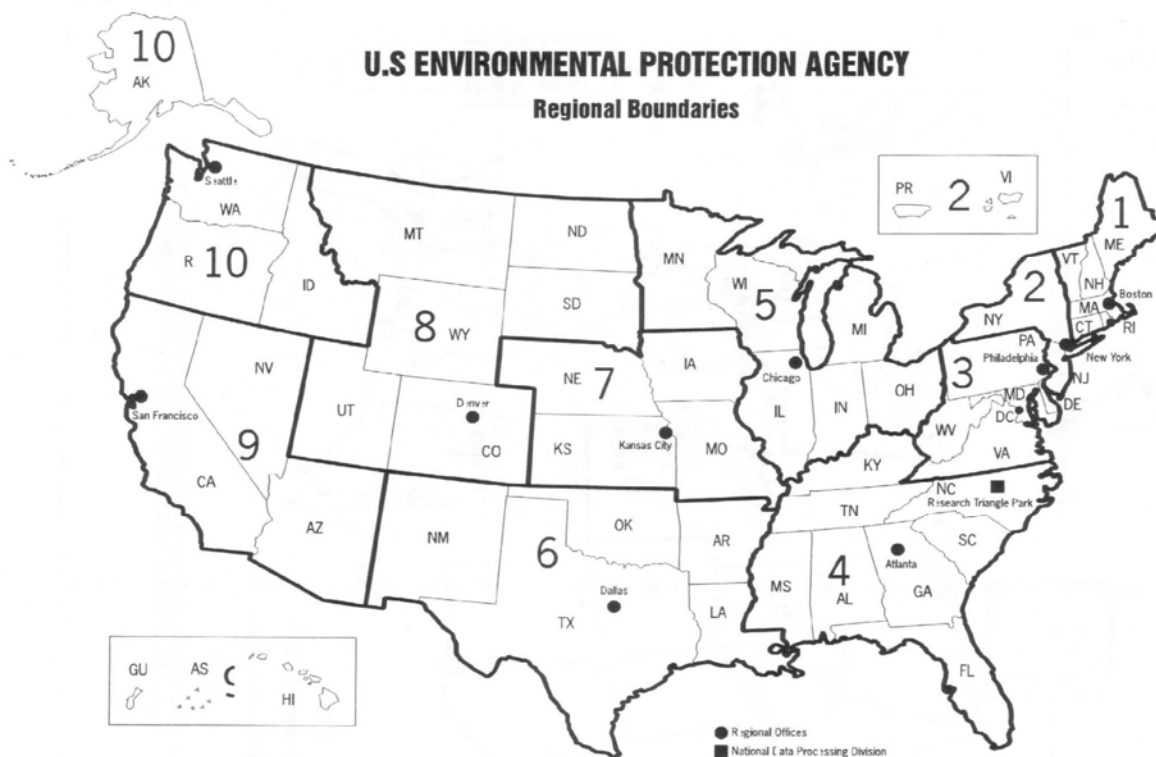 10
AK
U.S ENVIRONMENTAL PROTECTION AGENCY
Regional Boundaries
PR
2
VI
Seattle
WA
R 10
ID
MT
ND
SD
8
WY
MN
WI
5
MI
1
ME
VT
NH
Boston
MA
CT
RI
2
NY
PA
Philadelphia
New York
NJ
3
MD
DE
DC
WV
VA
NV
UT
Denver
CO
NE
7
IA
KS
Kansas City
MO
Chicago
IL
IN
OH
KY
San Francisco
9
CA
AZ
NM
6
OK
AR
TN
NC
Research Triangle Park
SC
Atlanta
GA
4
AL
MS
LA
Dallas
TX
FL
GU
AS
9
HI
Regional Offices
National Data Processing Division